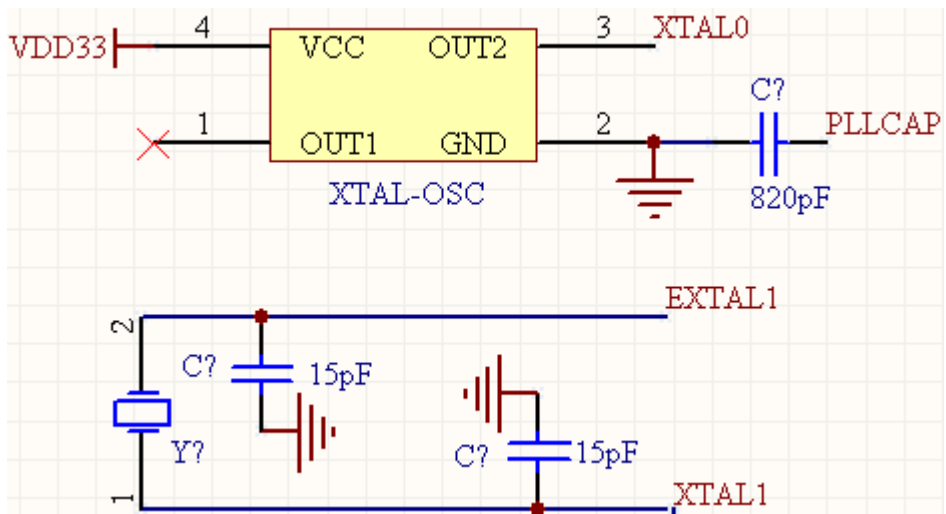 4
3
XTAL0
VDD33
VCC
OUT2
C?
1
2
PLLCAP
OUT1
GND
XTAL-OSC
820pF
EXTAL1
2
C?
15pF
Y?
C?
15pF
1
XTAL1